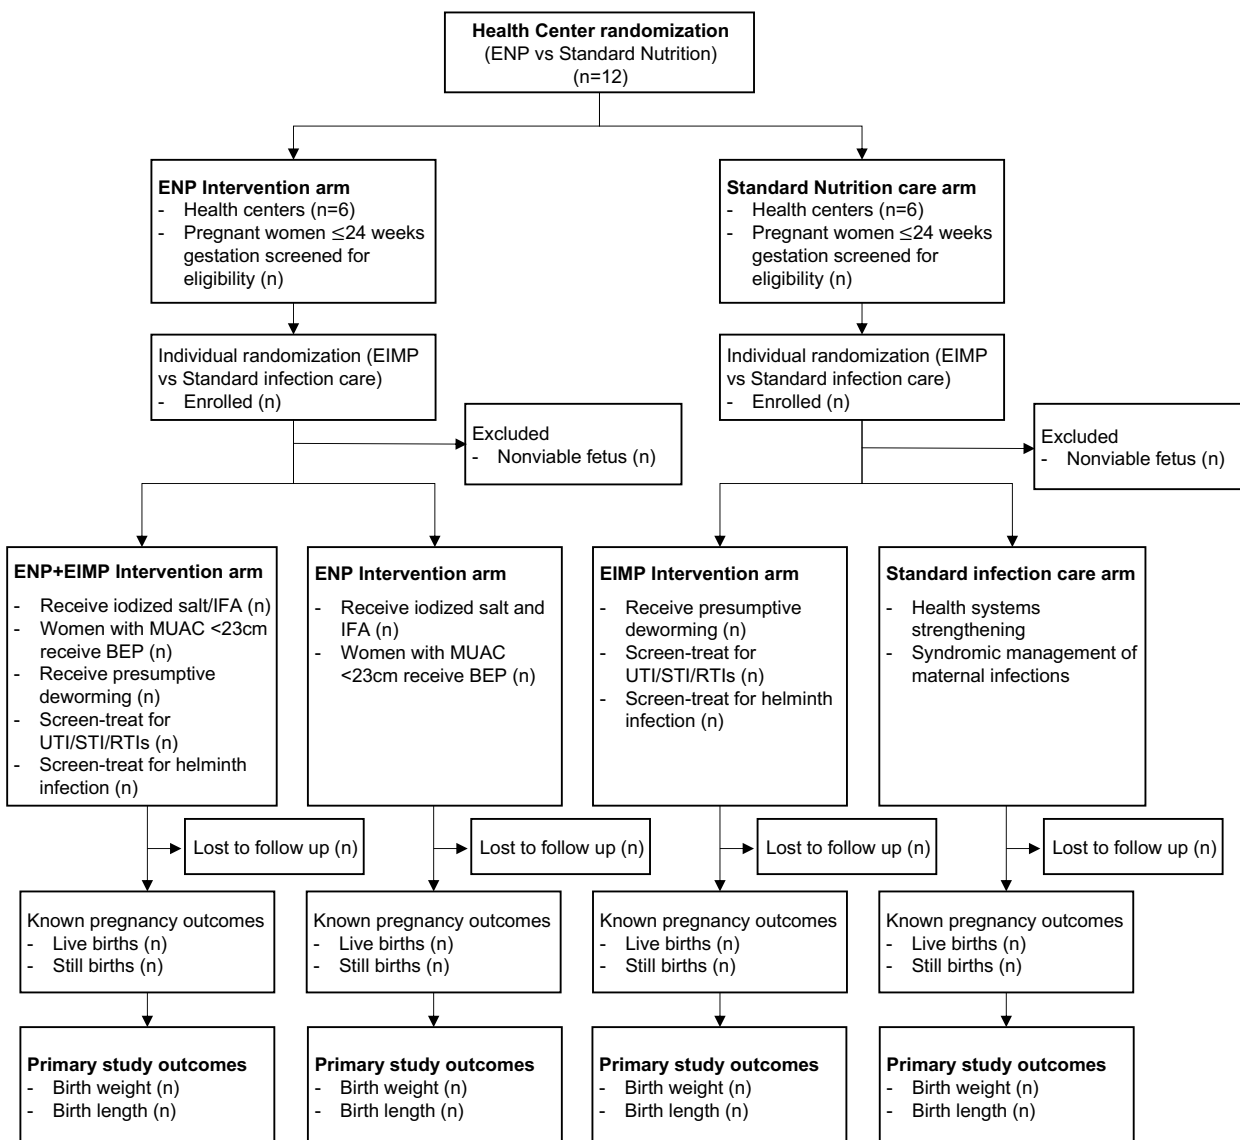 Health Center randomization
(ENP vs Standard Nutrition)
(n=12)
ENP Intervention arm
- Health centers (n=6)
- Pregnant women ≤24 weeks
gestation screened for
eligibility (n)
Standard Nutrition care arm
- Health centers (n=6)
- Pregnant women ≤24 weeks
gestation screened for
eligibility (n)
Individual randomization (EIMP
vs Standard infection care)
- Enrolled (n)
Individual randomization (EIMP
vs Standard infection care)
- Enrolled (n)
Excluded
- Nonviable fetus (n)
Excluded
- Nonviable fetus (n)
ENP+EIMP Intervention arm
- Receive iodized salt/IFA (n)
- Women with MUAC <23cm
receive BEP (n)
- Receive presumptive
deworming (n)
- Screen-treat for
UTI/STI/RTIs (n)
- Screen-treat for helminth
infection (n)
ENP Intervention arm
- Receive iodized salt and
IFA (n)
- Women with MUAC
<23cm receive BEP (n)
EIMP Intervention arm
- Receive presumptive
deworming (n)
- Screen-treat for
UTI/STI/RTIs (n)
- Screen-treat for helminth
infection (n)
Standard infection care arm
- Health systems
strengthening
- Syndromic management of
maternal infections
Lost to follow up (n)
Lost to follow up (n)
Lost to follow up (n)
Lost to follow up (n)
Known pregnancy outcomes
- Live births (n)
- Still births (n)
Known pregnancy outcomes
- Live births (n)
- Still births (n)
Known pregnancy outcomes
- Live births (n)
- Still births (n)
Known pregnancy outcomes
- Live births (n)
- Still births (n)
Primary study outcomes
- Birth weight (n)
- Birth length (n)
Primary study outcomes
- Birth weight (n)
- Birth length (n)
Primary study outcomes
- Birth weight (n)
- Birth length (n)
Primary study outcomes
- Birth weight (n)
- Birth length (n)